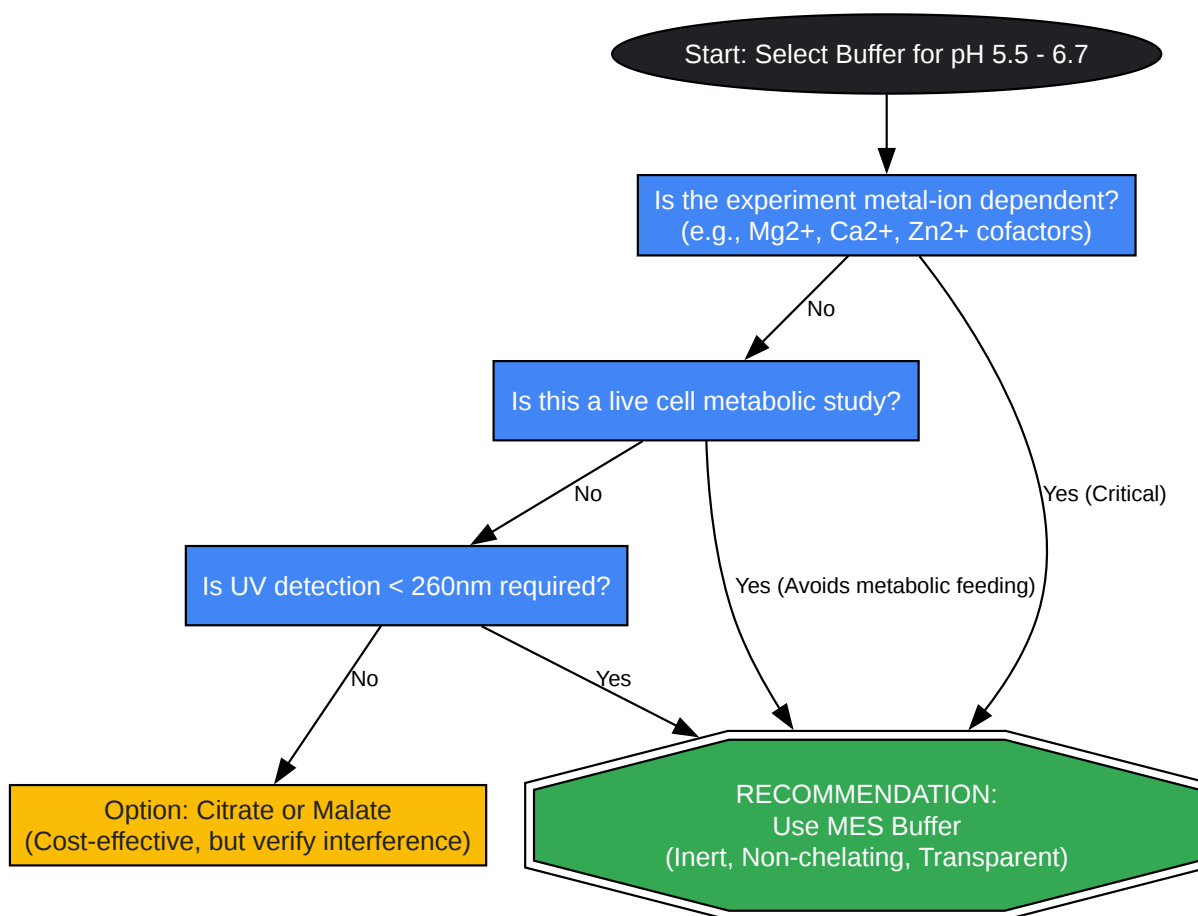 Start: Select Buffer for pH 5.5 - 6.7
Is the experiment metal-ion dependent?
(e.g., Mg2+, Ca2+, Zn2+ cofactors)
No
Is this a live cell metabolic study?
No
Yes (Critical)
Is UV detection < 260nm required?
Yes (Avoids metabolic feeding)
No
Yes
Option: Citrate or Malate
(Cost-effective, but verify interference)
RECOMMENDATION:
Use MES Buffer
(Inert, Non-chelating, Transparent)